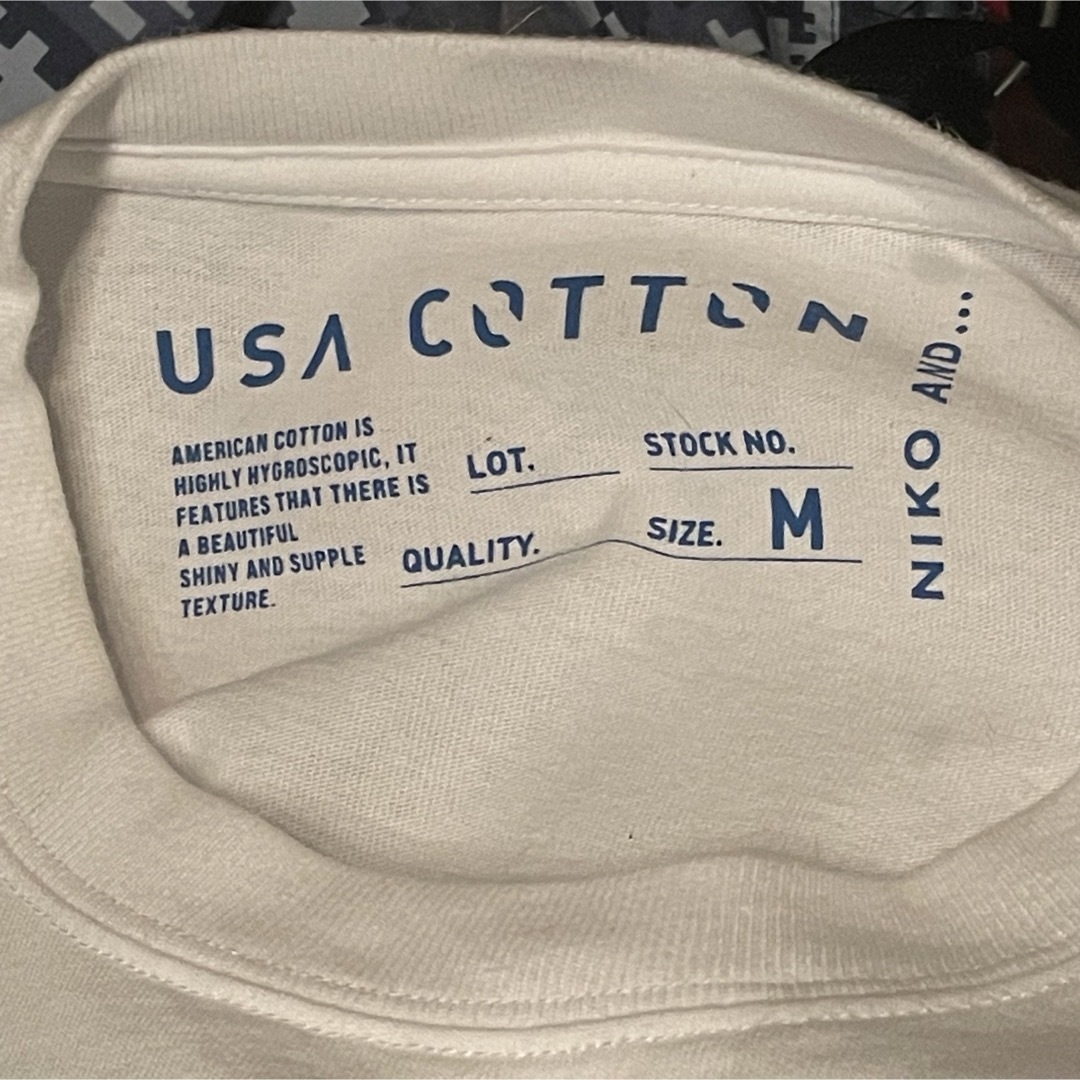 USA COTTON
AMERICAN COTTON IS
HIGHLY HYGROSCOPIC, IT
FEATURES THAT THERE IS
A BEAUTIFUL
SHINY AND SUPPLE
TEXTURE.
LOT.
STOCK NO.
QUALITY.
SIZE. M
NIKO AND...